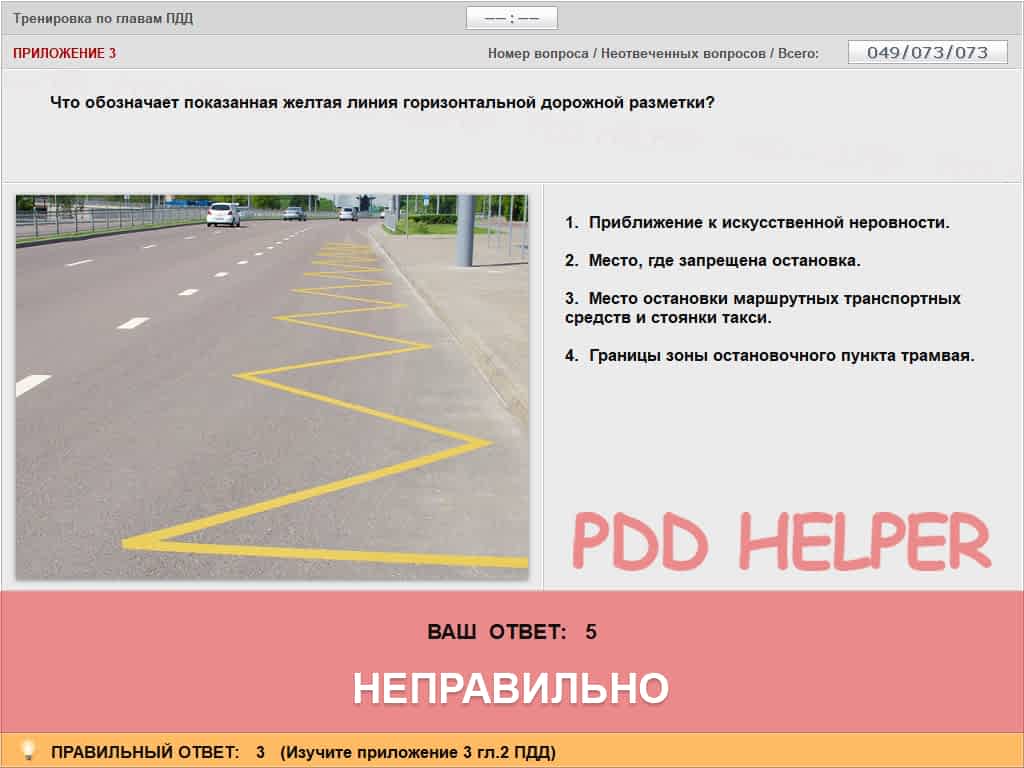 Тренировка по главам ПДД
—— : ——
ПРИЛОЖЕНИЕ 3
Номер вопроса / Неотвеченных вопросов / Всего: 049/073/073
Что обозначает показанная желтая линия горизонтальной дорожной разметки?
1. Приближение к искусственной неровности.
2. Место, где запрещена остановка.
3. Место остановки маршрутных транспортных
средств и стоянки такси.
4. Границы зоны остановочного пункта трамвая.
PDD HELPER
ВАШ ОТВЕТ: 5
НЕПРАВИЛЬНО
ПРАВИЛЬНЫЙ ОТВЕТ: 3 (Изучите приложение 3 гл.2 ПДД)